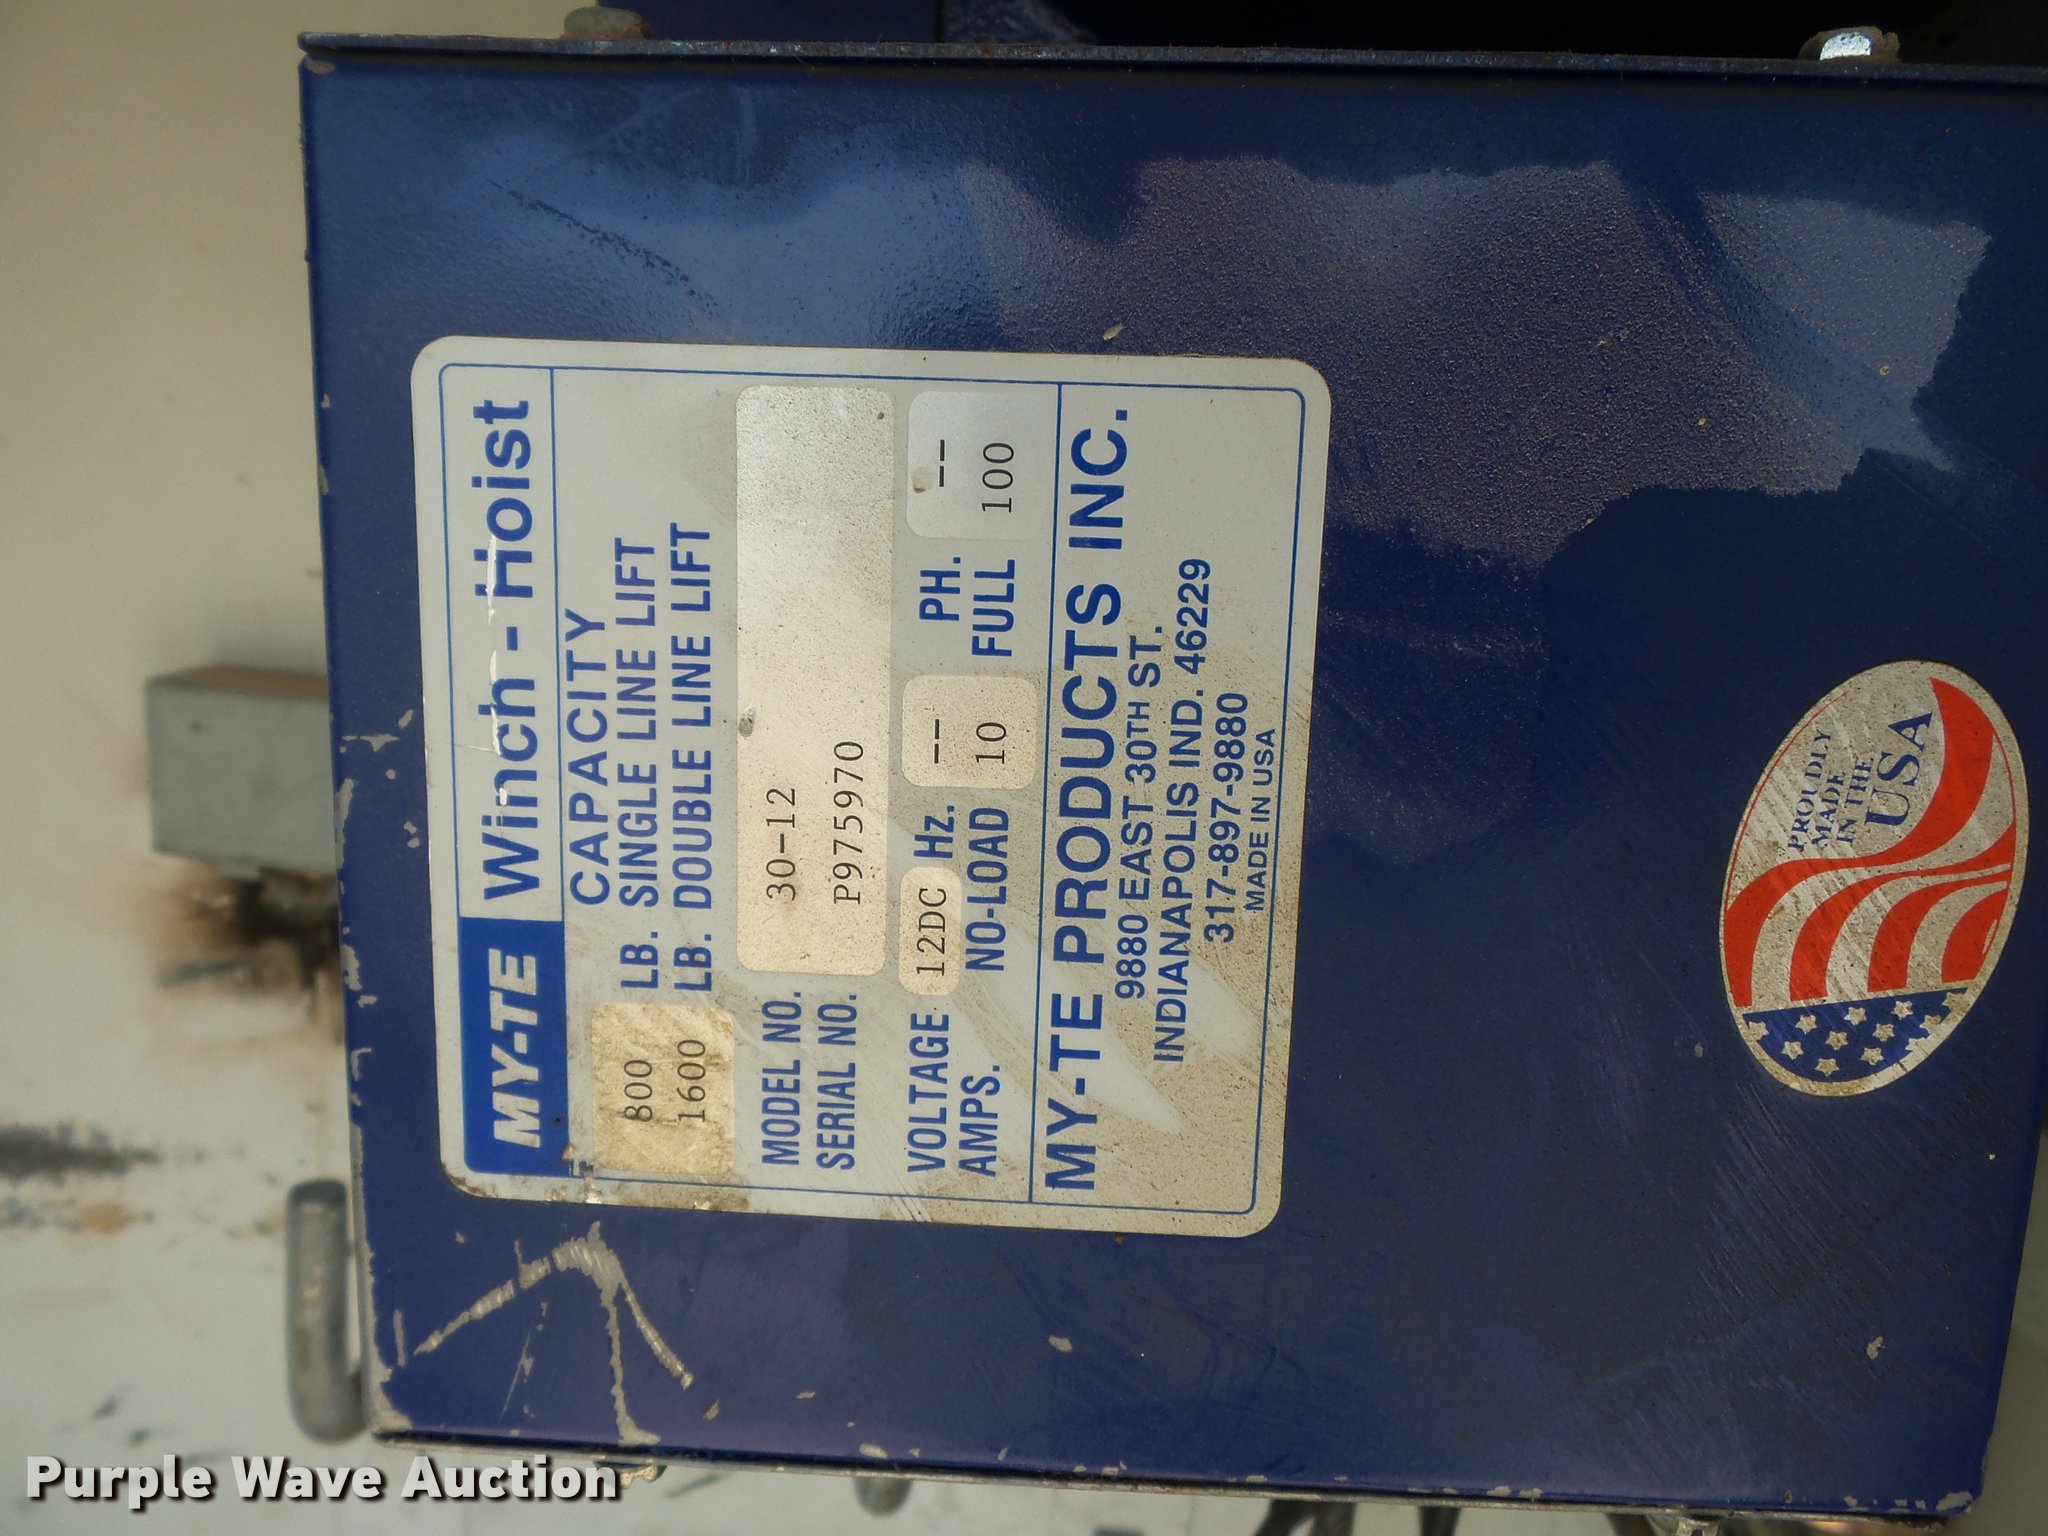 MY-TE Winch - Hoist
CAPACITY
800 LB. SINGLE LINE LIFT
1600 LB. DOUBLE LINE LIFT
MODEL NO. 30-12
SERIAL NO. P975970
VOLTAGE 12DC Hz. -- PH. --
AMPS. NO-LOAD 10 FULL 100
MY-TE PRODUCTS INC.
9880 EAST 30TH ST.
INDIANAPOLIS IND. 46229
317-897-9880
MADE IN USA
PROUDLY
MADE
IN THE
USA
Purple Wave Auction